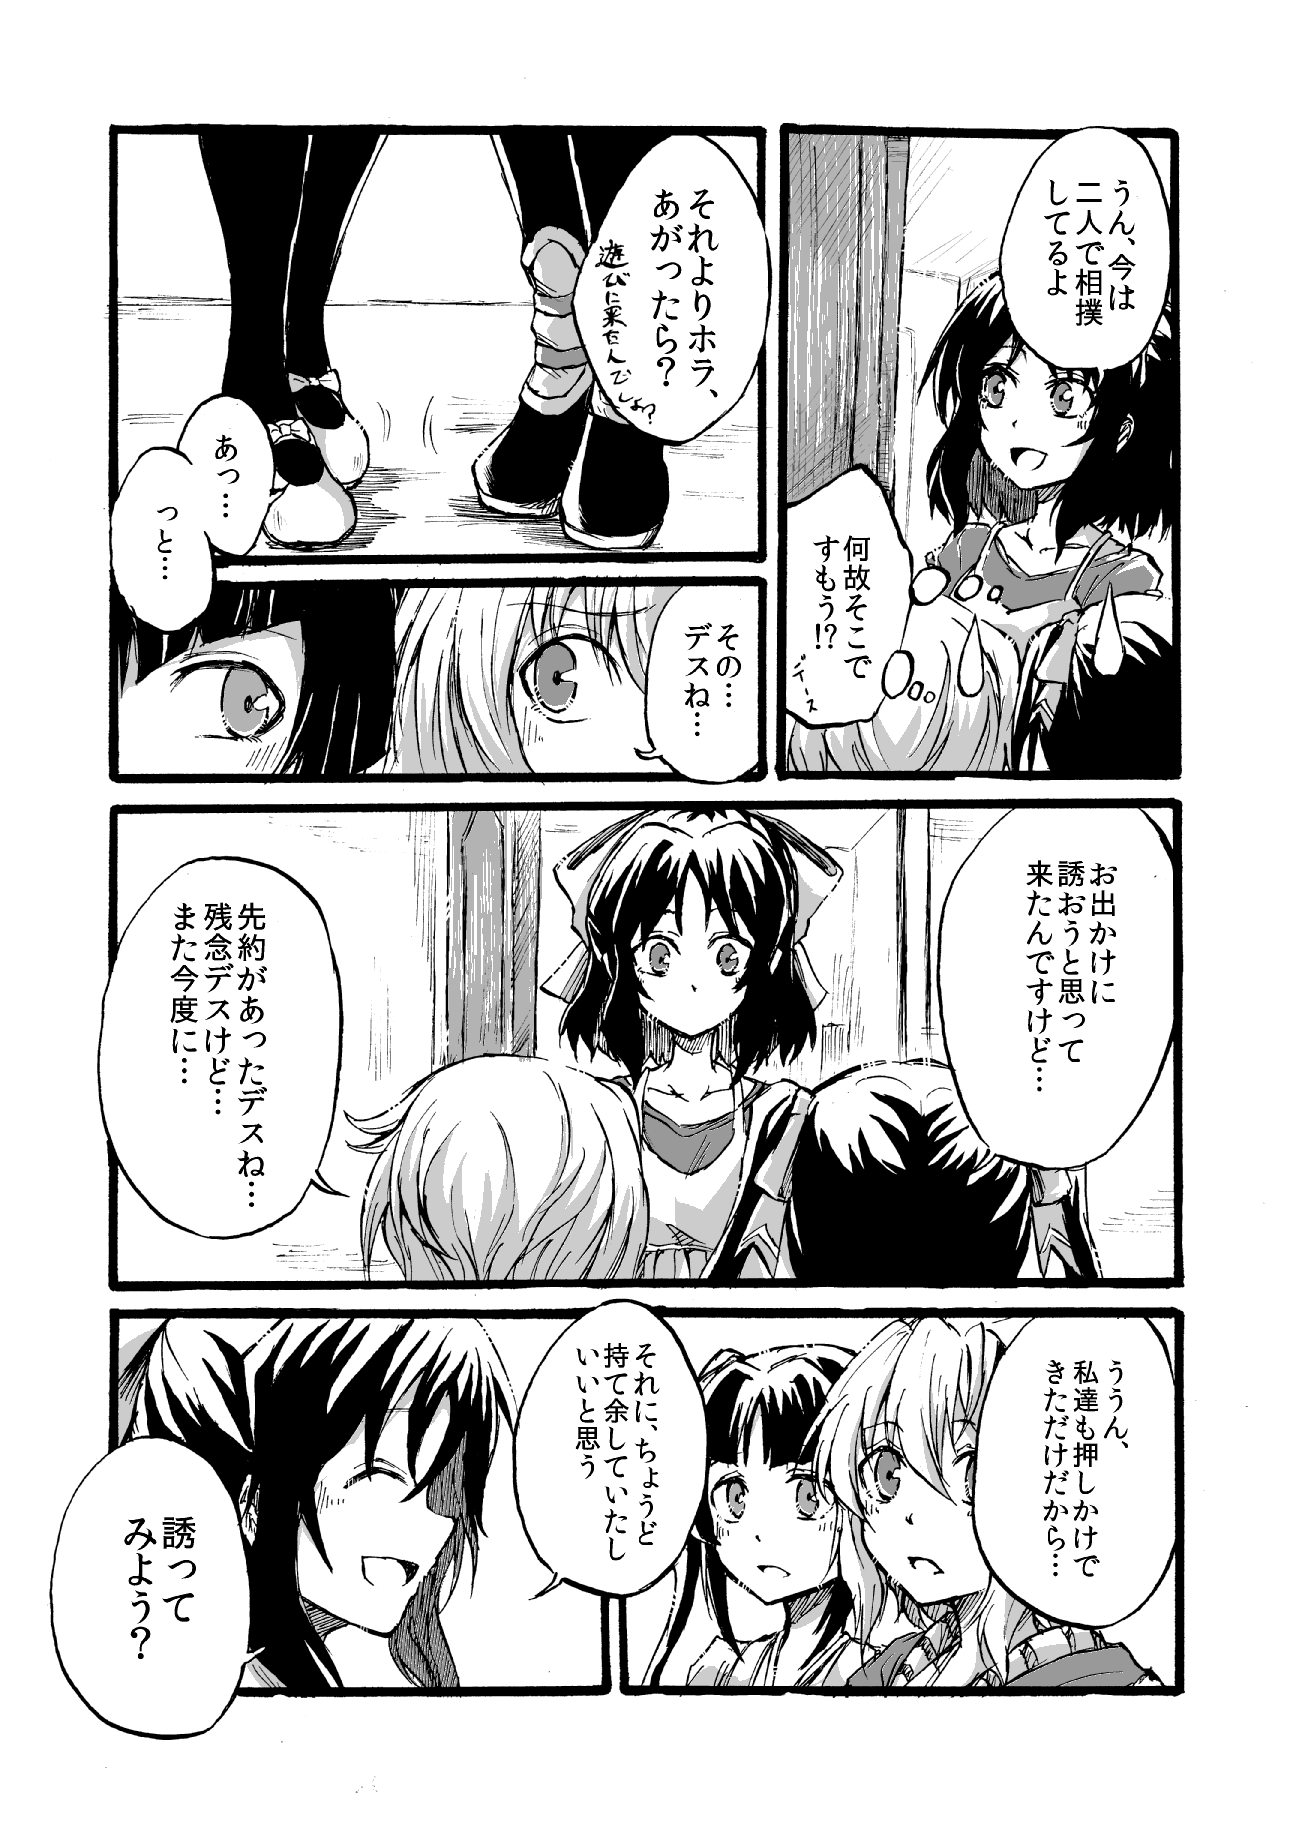 うん、今は
二人で相撲
してるよ
何故そこで
すもう!?
デース
それよりホラ、
あがったら?
遊びに来たんで
しょ?
あっ…
っと…
その…
デスね…
お出かけに
誘おうと思って
来たんですけど…
先約があったデスね…
残念デスけど…
また今度に…
ううん、
私達も押しかけで
きただけだから…
それに、ちょうど
持て余していたし
いいと思う
誘って
みよう?